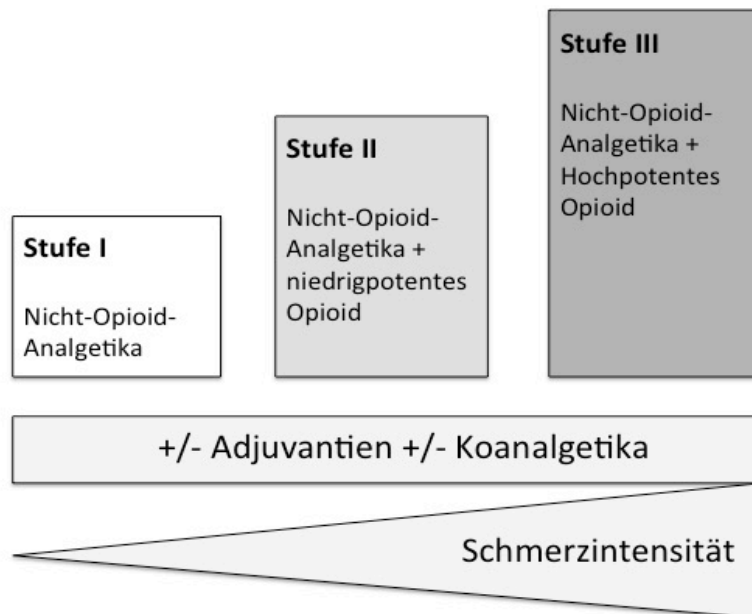 Stufe I
Nicht-Opioid-
Analgetika
Stufe II
Nicht-Opioid-
Analgetika +
niedrigpotentes
Opioid
Stufe III
Nicht-Opioid-
Analgetika +
Hochpotentes
Opioid
+/- Adjuvantien +/- Koanalgetika
Schmerzintensität